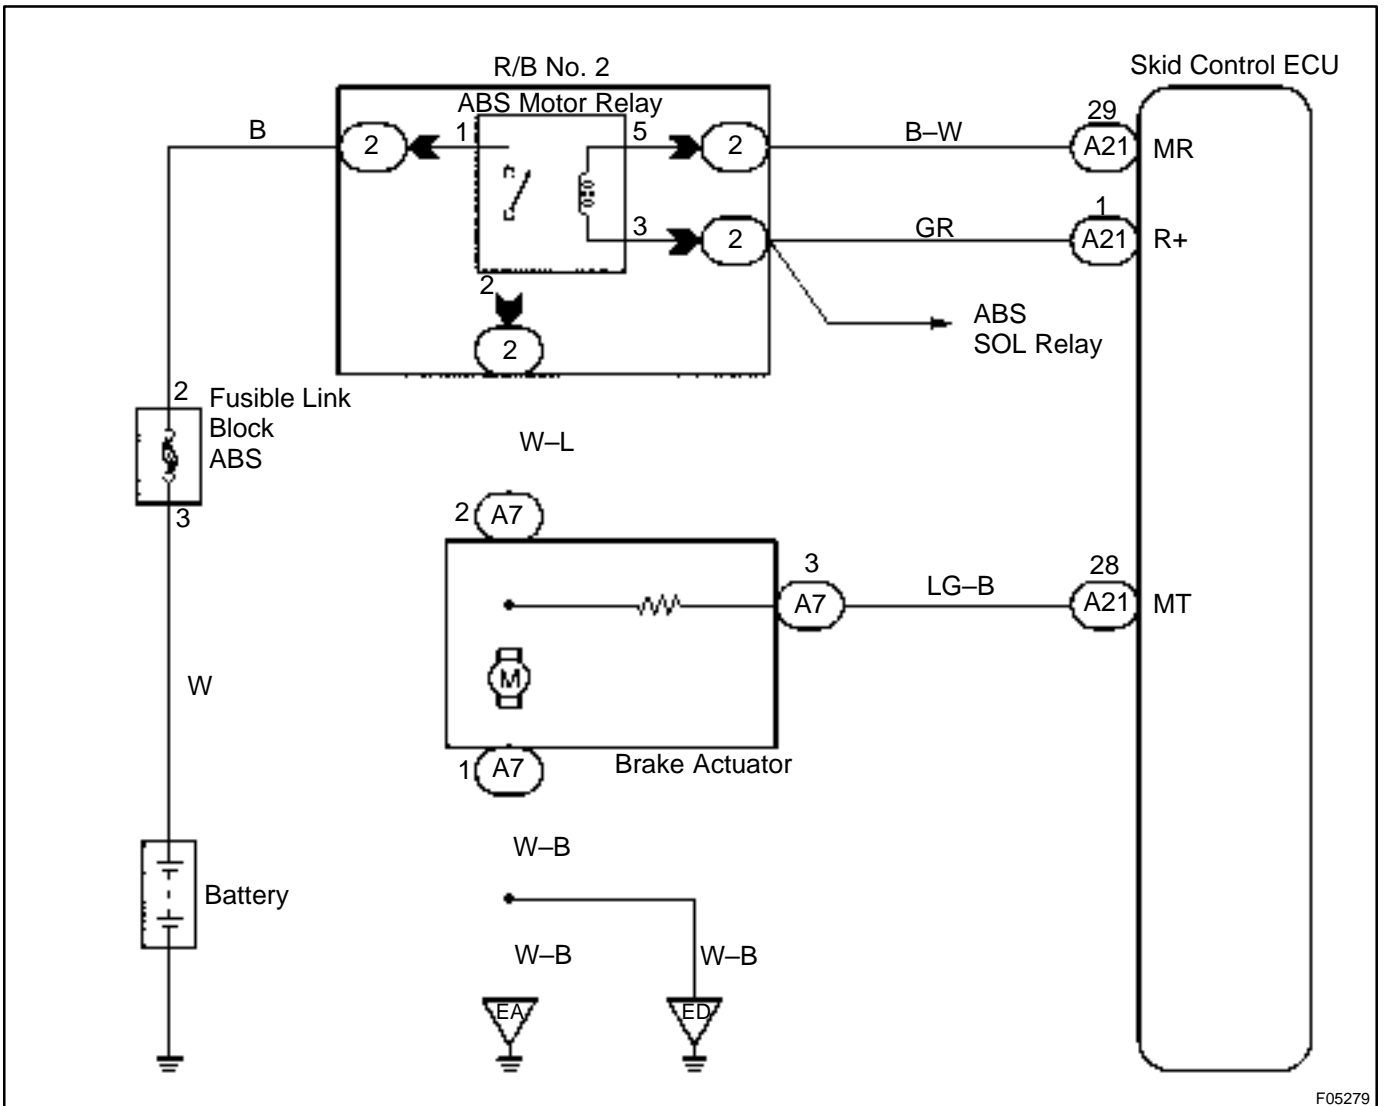 R/B No. 2
Skid Control ECU
ABS Motor Relay
B
2
1
5
2
B–W
29
A21
MR
3
2
GR
1
A21
R+
2
2
ABS
SOL Relay
2
Fusible Link
Block
ABS
3
W–L
2
A7
3
A7
LG–B
28
A21
MT
W
M
1
A7
Brake Actuator
W–B
Battery
W–B
W–B
EA
ED
F05279